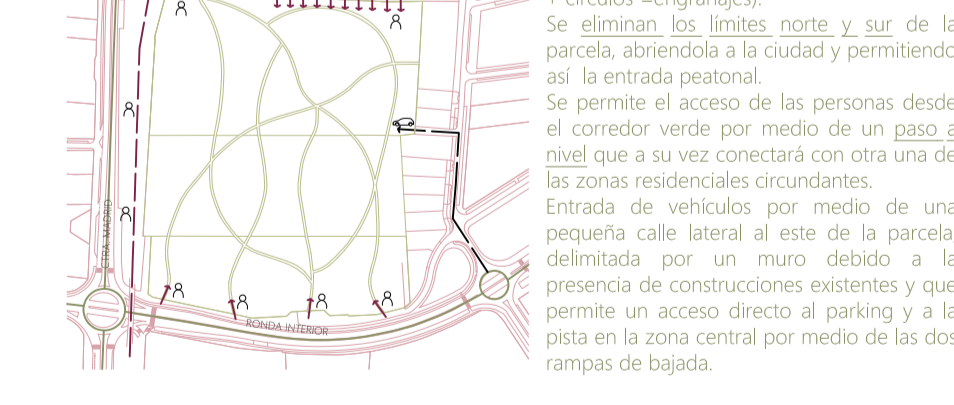 + círculos =engranajes).
Se eliminan los límites norte y sur de la
parcela, abriendola a la ciudad y permitiendo
así la entrada peatonal.
Se permite el acceso de las personas desde
el corredor verde por medio de un paso a
nivel que a su vez conectará con otra una de
las zonas residenciales circundantes.
Entrada de vehículos por medio de una
pequeña calle lateral al este de la parcela,
delimitada por un muro debido a la
presencia de construcciones existentes y que
permite un acceso directo al parking y a la
pista en la zona central por medio de las dos
rampas de bajada.
CTRA. MADRID
RONDA INTERIOR